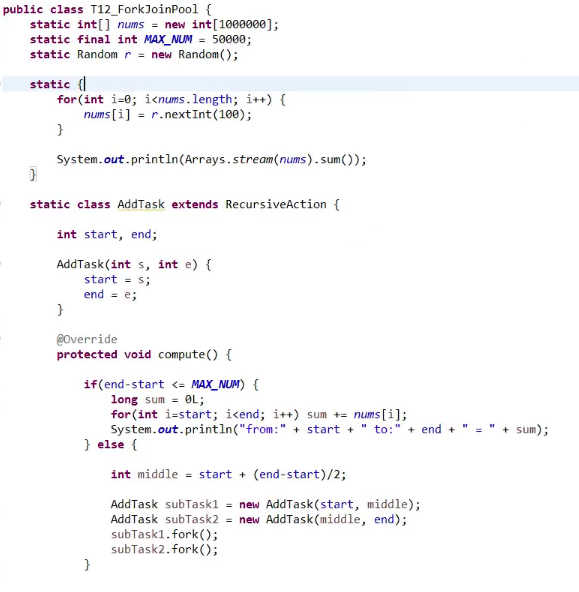 public class T12_ForkJoinPool {
    static int[] nums = new int[1000000];
    static final int MAX_NUM = 50000;
    static Random r = new Random();

    static {
        for(int i=0; i<nums.length; i++) {
            nums[i] = r.nextInt(100);
        }

        System.out.println(Arrays.stream(nums).sum());
    }

    static class AddTask extends RecursiveAction {

        int start, end;

        AddTask(int s, int e) {
            start = s;
            end = e;
        }

        @Override
        protected void compute() {

            if(end-start <= MAX_NUM) {
                long sum = 0L;
                for(int i=start; i<end; i++) sum += nums[i];
                System.out.println("from:" + start + " to:" + end + " = " + sum);
            } else {

                int middle = start + (end-start)/2;

                AddTask subTask1 = new AddTask(start, middle);
                AddTask subTask2 = new AddTask(middle, end);
                subTask1.fork();
                subTask2.fork();
            }